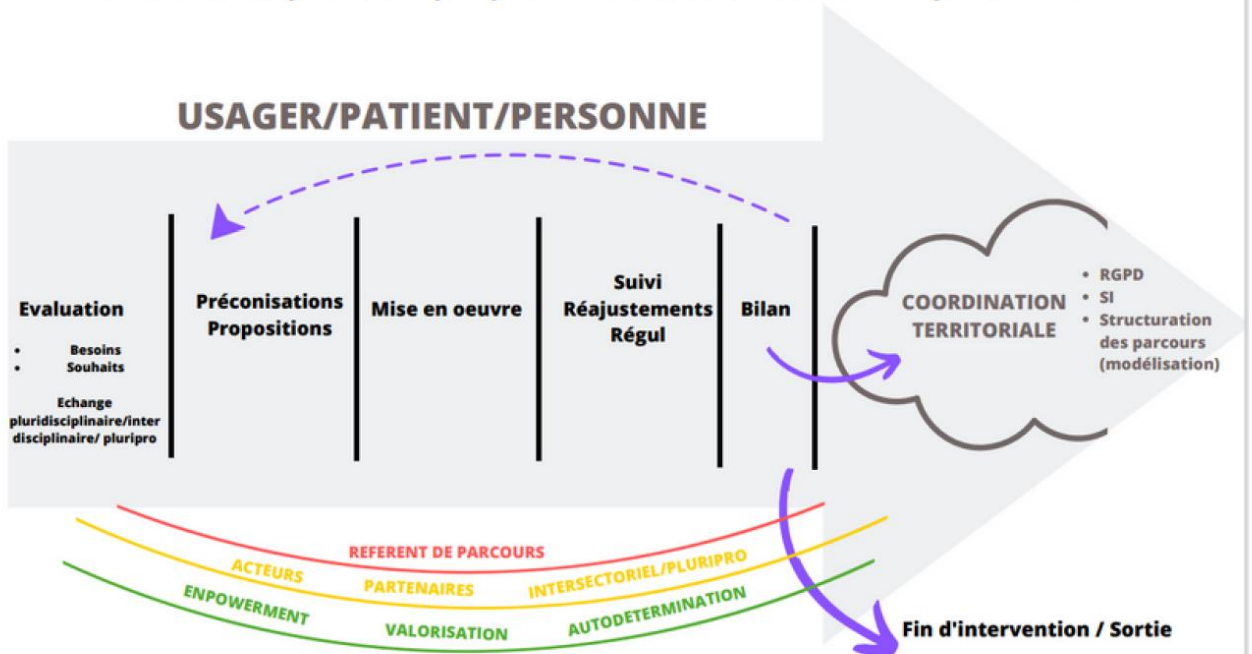 USAGER/PATIENT/PERSONNE
Evaluation
• Besoins
• Souhaits
Echange
pluridisciplinaire/inter
disciplinaire/ pluripro
Préconisations
Propositions
Mise en oeuvre
Suivi
Réajustements
Régul
Bilan
COORDINATION
TERRITORIALE
• RGPD
• SI
• Structuration
des parcours
(modélisation)
REFERENT DE PARCOURS
ACTEURS PARTENAIRES INTERSECTORIEL/PLURIPRO
ENPOWERMENT VALORISATION AUTODETERMINATION
Fin d'intervention / Sortie